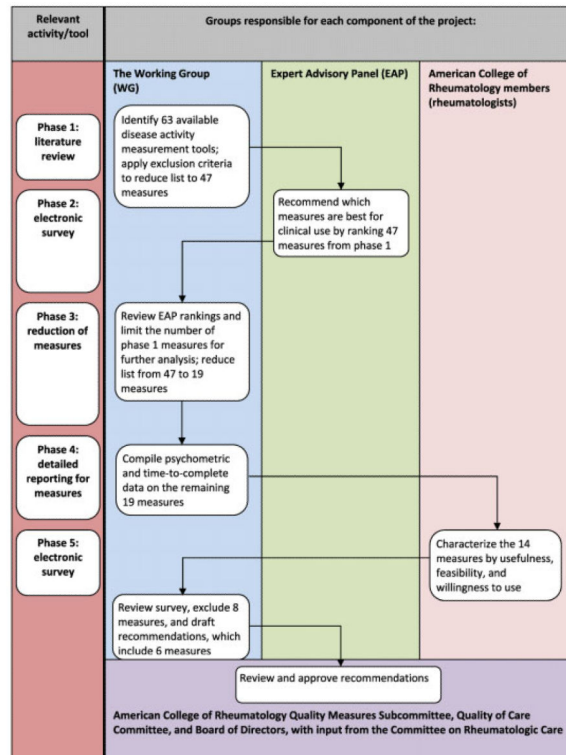 Relevant
activity/tool
Groups responsible for each component of the project:
The Working Group
(WG)
Expert Advisory Panel (EAP)
American College of
Rheumatology members
(rheumatologists)
Phase 1:
literature
review
Identify 63 available
disease activity
measurement tools;
apply exclusion criteria
to reduce list to 47
measures
Phase 2:
electronic
survey
Recommend which
measures are best for
clinical use by ranking 47
measures from phase 1
Phase 3:
reduction of
measures
Review EAP rankings and
limit the number of
phase 1 measures for
further analysis; reduce
list from 47 to 19
measures
Phase 4:
detailed
reporting for
measures
Compile psychometric
and time-to-complete
data on the remaining
19 measures
Phase 5:
electronic
survey
Characterize the 14
measures by usefulness,
feasibility, and
willingness to use
Review survey, exclude 8
measures, and draft
recommendations, which
include 6 measures
Review and approve recommendations
American College of Rheumatology Quality Measures Subcommittee, Quality of Care
Committee, and Board of Directors, with input from the Committee on Rheumatologic Care